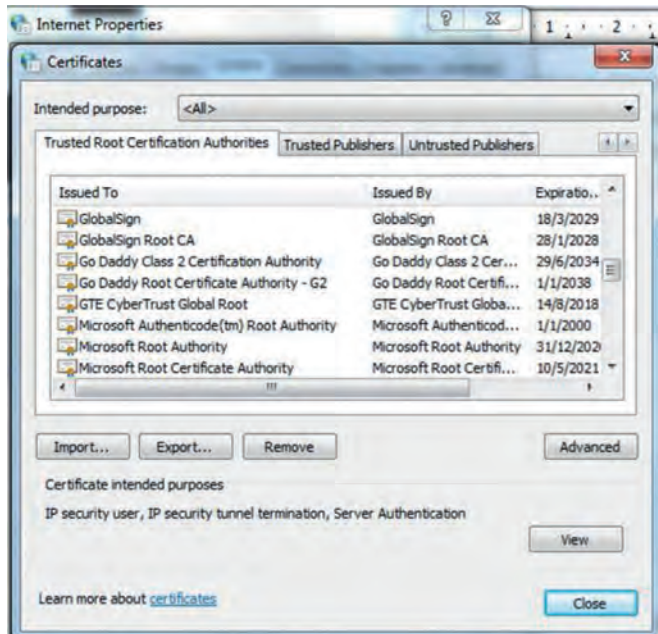 Internet Properties
1 2
Certificates
Intended purpose: <All>
Trusted Root Certification Authorities Trusted Publishers Untrusted Publishers
Issued To Issued By Expiratio...
GlobalSign GlobalSign 18/3/2029
GlobalSign Root CA GlobalSign Root CA 28/1/2028
Go Daddy Class 2 Certification Authority Go Daddy Class 2 Cer... 29/6/2034
Go Daddy Root Certificate Authority - G2 Go Daddy Root Certifi... 1/1/2038
GTE CyberTrust Global Root GTE CyberTrust Globa... 14/8/2018
Microsoft Authenticode(tm) Root Authority Microsoft Authenticod... 1/1/2000
Microsoft Root Authority Microsoft Root Authority 31/12/2020
Microsoft Root Certificate Authority Microsoft Root Certifi... 10/5/2021
Import... Export... Remove Advanced
Certificate intended purposes
IP security user, IP security tunnel termination, Server Authentication
View
Learn more about certificates
Close